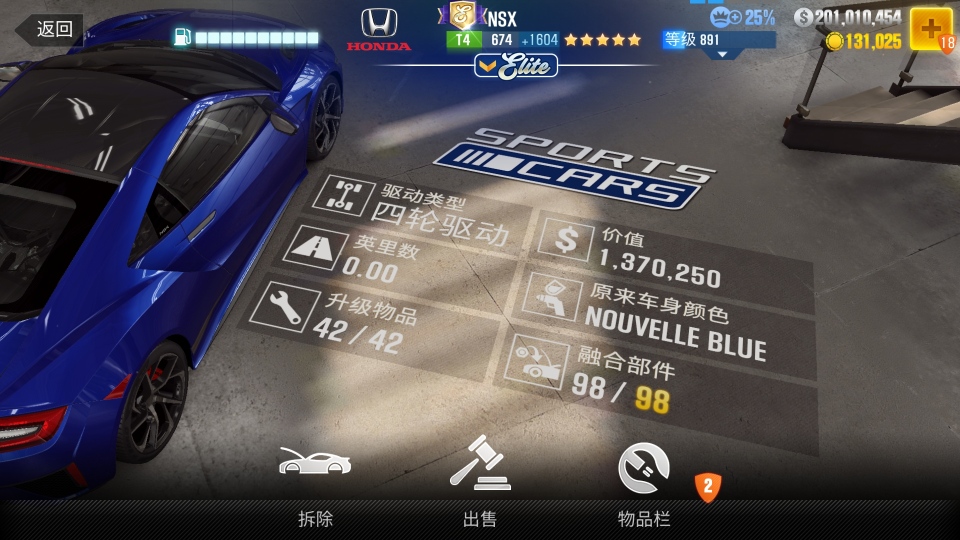 返回
HONDA
NSX
25%
201,010,454
T4 674 +1604
等级 891
131,025
18
Elite
SPORTS
CARS
驱动类型
四轮驱动
英里数
0.00
升级物品
42 / 42
价值
1,370,250
原来车身颜色
NOUVELLE BLUE
融合部件
98 / 98
2
拆除
出售
物品栏